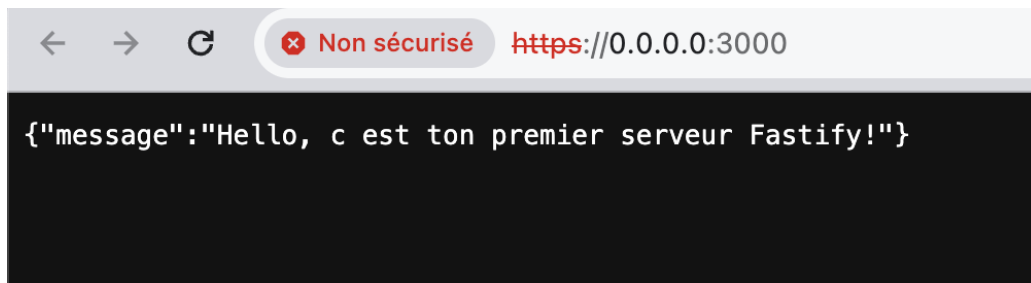 Non sécurisé https://0.0.0.0:3000
{"message":"Hello, c est ton premier serveur Fastify!"}